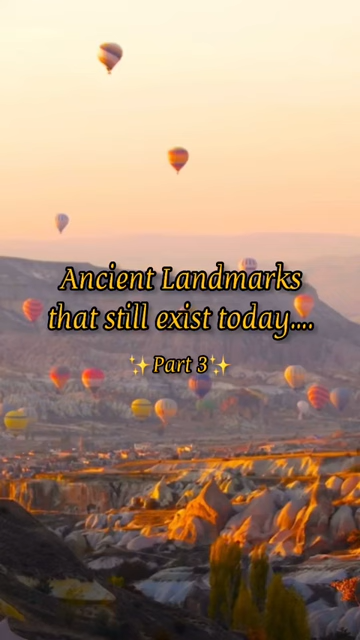 Ancient Landmarks
that still exist today....
✨Part 3✨